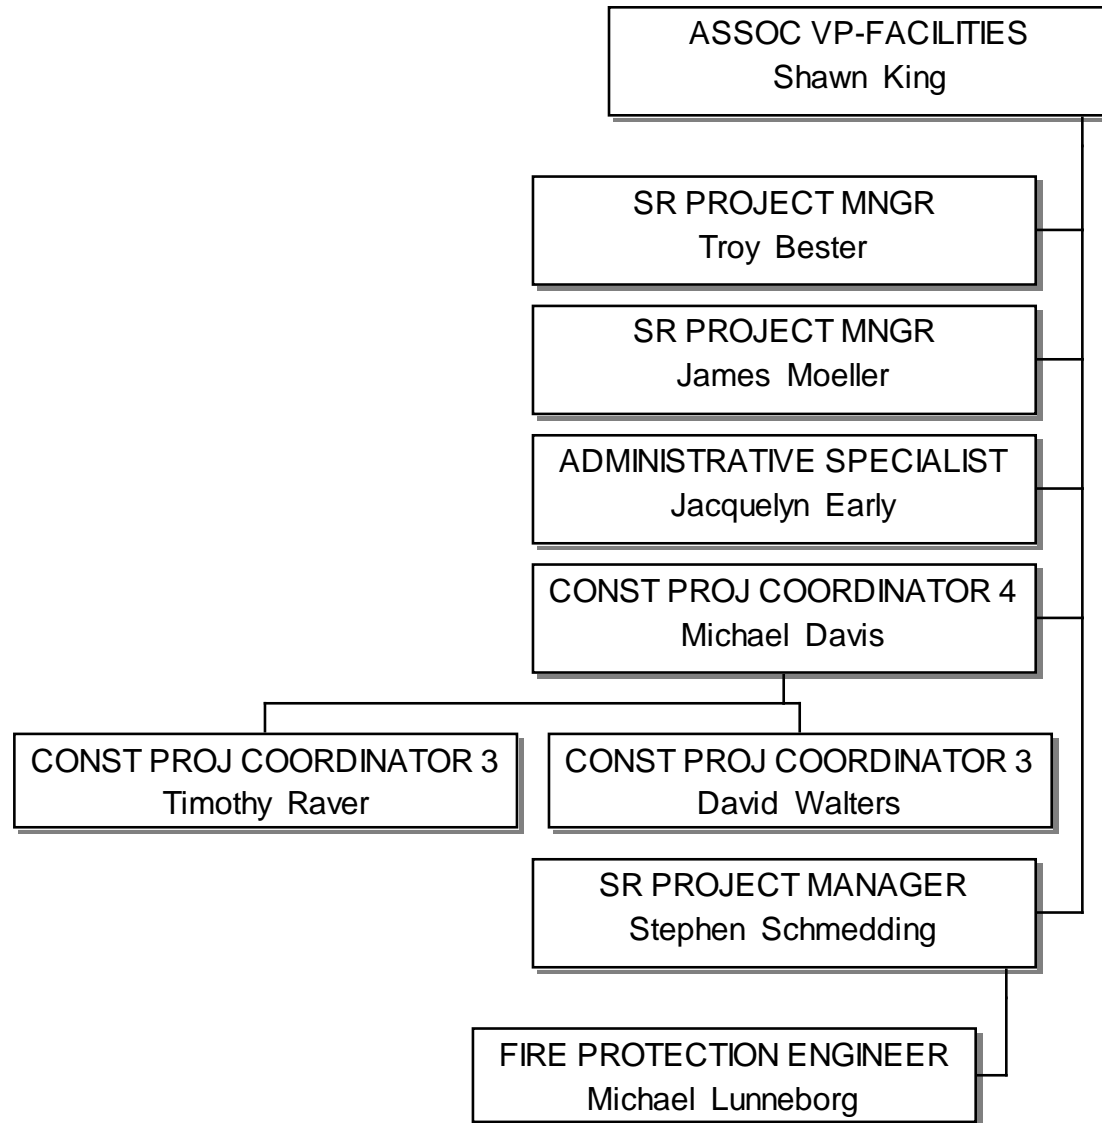 ASSOC VP-FACILITIES
Shawn King
SR PROJECT MNGR
Troy Bester
SR PROJECT MNGR
James Moeller
ADMINISTRATIVE SPECIALIST
Jacquelyn Early
CONST PROJ COORDINATOR 4
Michael Davis
CONST PROJ COORDINATOR 3
Timothy Raver
CONST PROJ COORDINATOR 3
David Walters
SR PROJECT MANAGER
Stephen Schmedding
FIRE PROTECTION ENGINEER
Michael Lunneborg